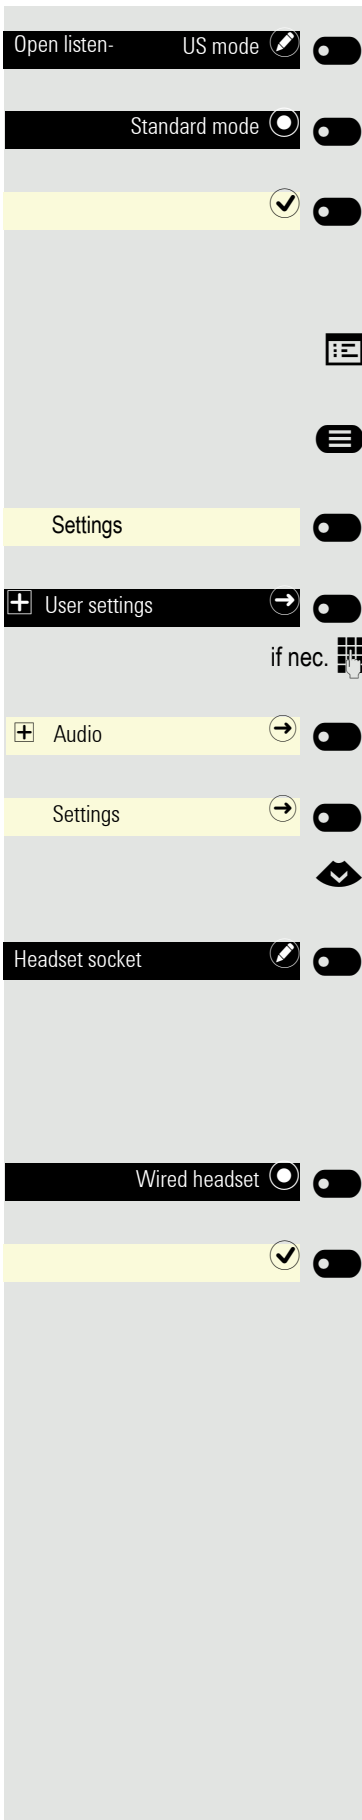 Open listen- US mode
Standard mode
Settings
User settings
if nec.
Audio
Settings
Headset socket
Wired headset